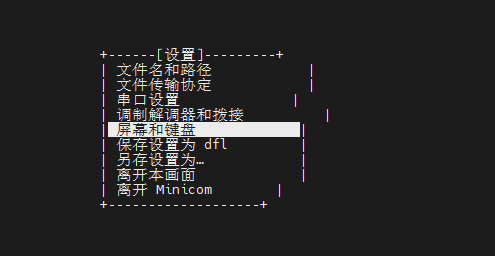 +------[设置]---------+
| 文件名和路径 |
| 文件传输协定 |
| 串口设置 |
| 调制解调器和拨接 |
| 屏幕和键盘 |
| 保存设置为 dfl |
| 另存设置为… |
| 离开本画面 |
| 离开 Minicom |
+-------------------+